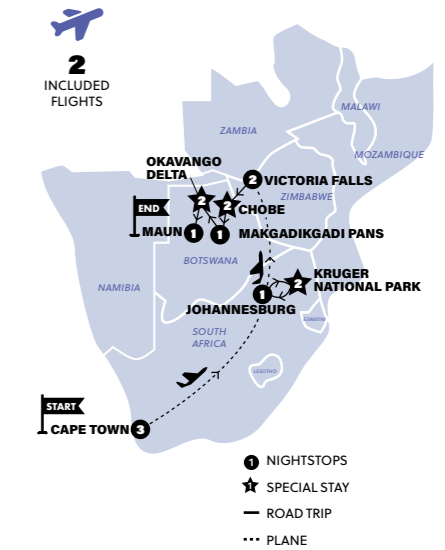 2
INCLUDED
FLIGHTS
MALAWI
ZAMBIA
MOZAMBIQUE
OKAVANGO
DELTA
2
VICTORIA FALLS
ZIMBABWE
2
2
CHOBE
END
MAUN
1
1
MAKGADIKGADI PANS
BOTSWANA
KRUGER
NATIONAL PARK
2
NAMIBIA
1
JOHANNESBURG
ESWATINI
SOUTH
AFRICA
LESOTHO
START
CAPE TOWN
3
1
NIGHTSTOPS
1
SPECIAL STAY
ROAD TRIP
PLANE